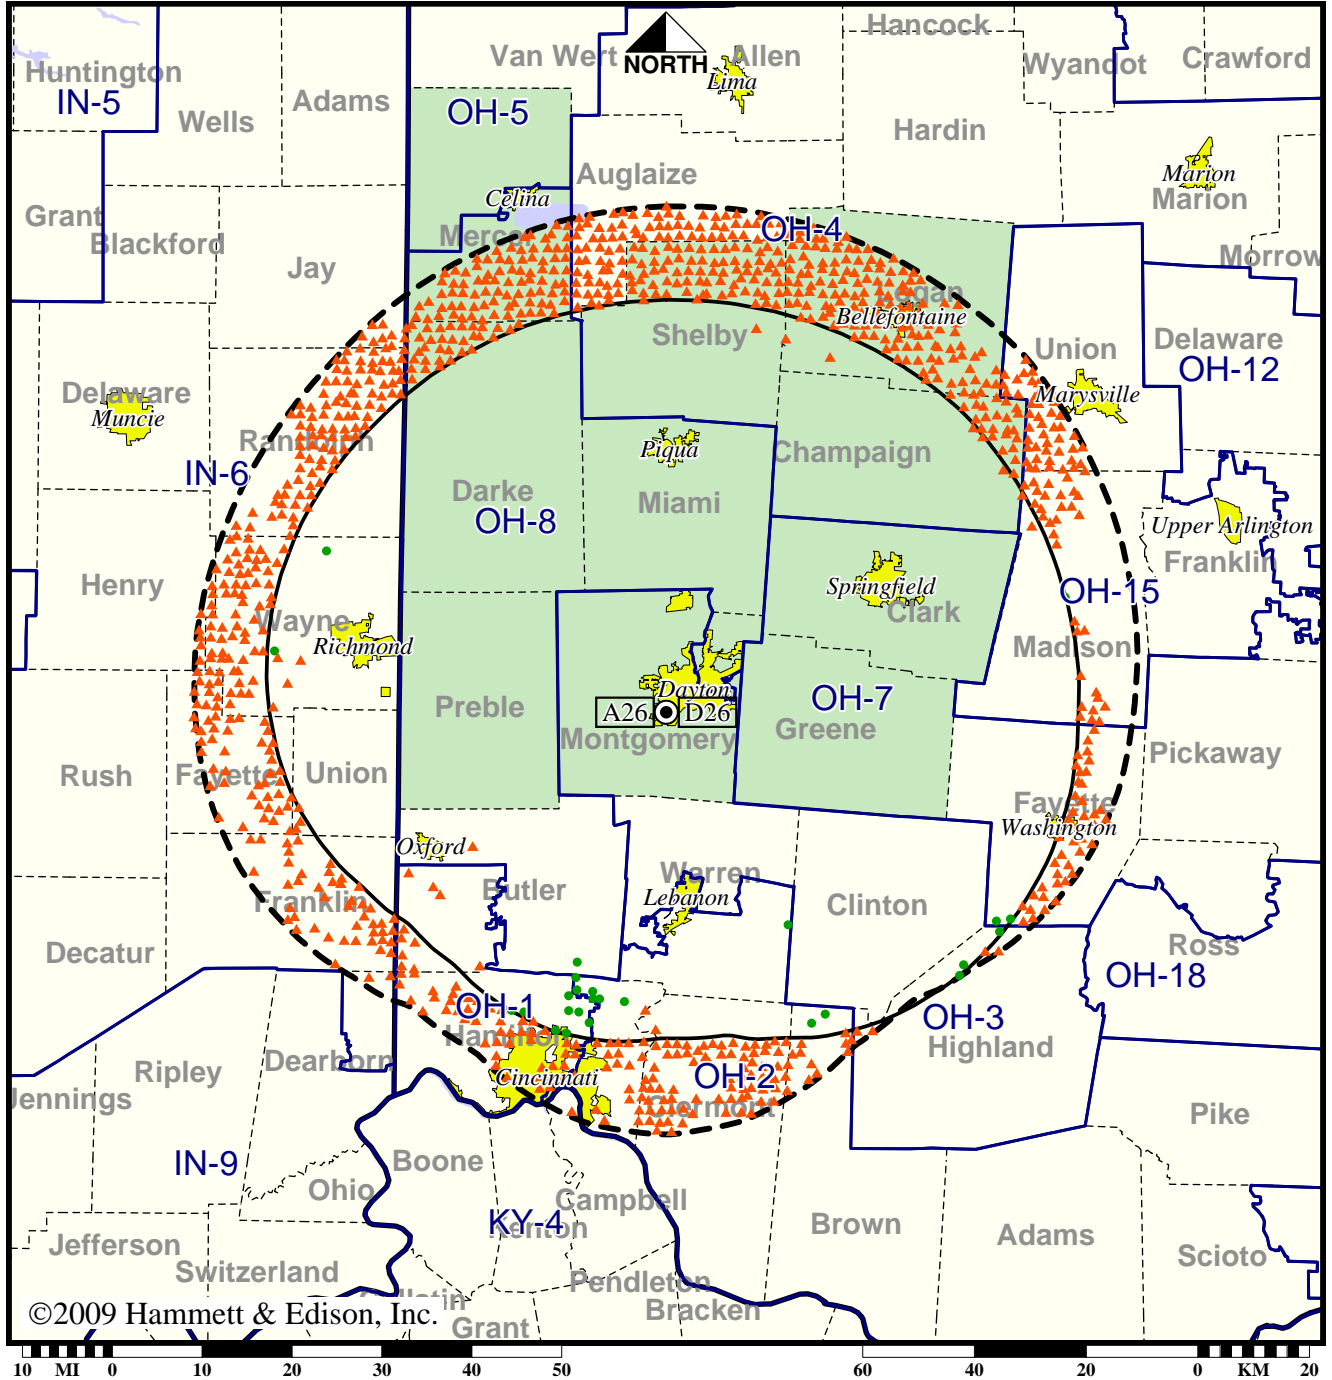 Hancock
Van Wert
NORTH
Allen
Lima
Wyandot
Crawford
Huntington
IN-5
Adams
Wells
OH-5
Hardin
Auglaize
Marion
Marion
Celina
Grant
Blackford
Mercer
OH-4
Jay
Morrow
Logan
Bellefontaine
Shelby
Union
Delaware
OH-12
Delaware
Muncie
Marysville
Randolph
IN-6
Piqua
Champaign
Darke
OH-8
Miami
Upper Arlington
Franklin
Henry
Springfield
Clark
OH-15
Wayne
Richmond
Madison
Dayton
Preble
A26
D26
OH-7
Greene
Montgomery
Rush
Fayette
Union
Pickaway
Fayette
Washington
Oxford
Warren
Lebanon
Butler
Franklin
Clinton
Decatur
Ross
OH-18
OH-1
Hamilton
OH-3
Highland
Dearborn
Ripley
Cincinnati
OH-2
Clermont
Jennings
Pike
IN-9
Boone
Ohio
Campbell
KY-4
Kenton
Brown
Adams
Jefferson
Scioto
Switzerland
Pendleton
Gallatin
Bracken
©2009 Hammett & Edison, Inc.
Grant
10 MI 0 10 20 30 40 50
60 40 20 0 KM 20